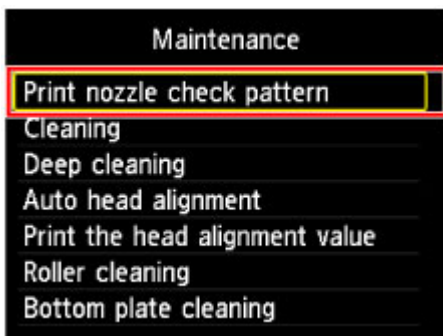 Maintenance
Print nozzle check pattern
Cleaning
Deep cleaning
Auto head alignment
Print the head alignment value
Roller cleaning
Bottom plate cleaning